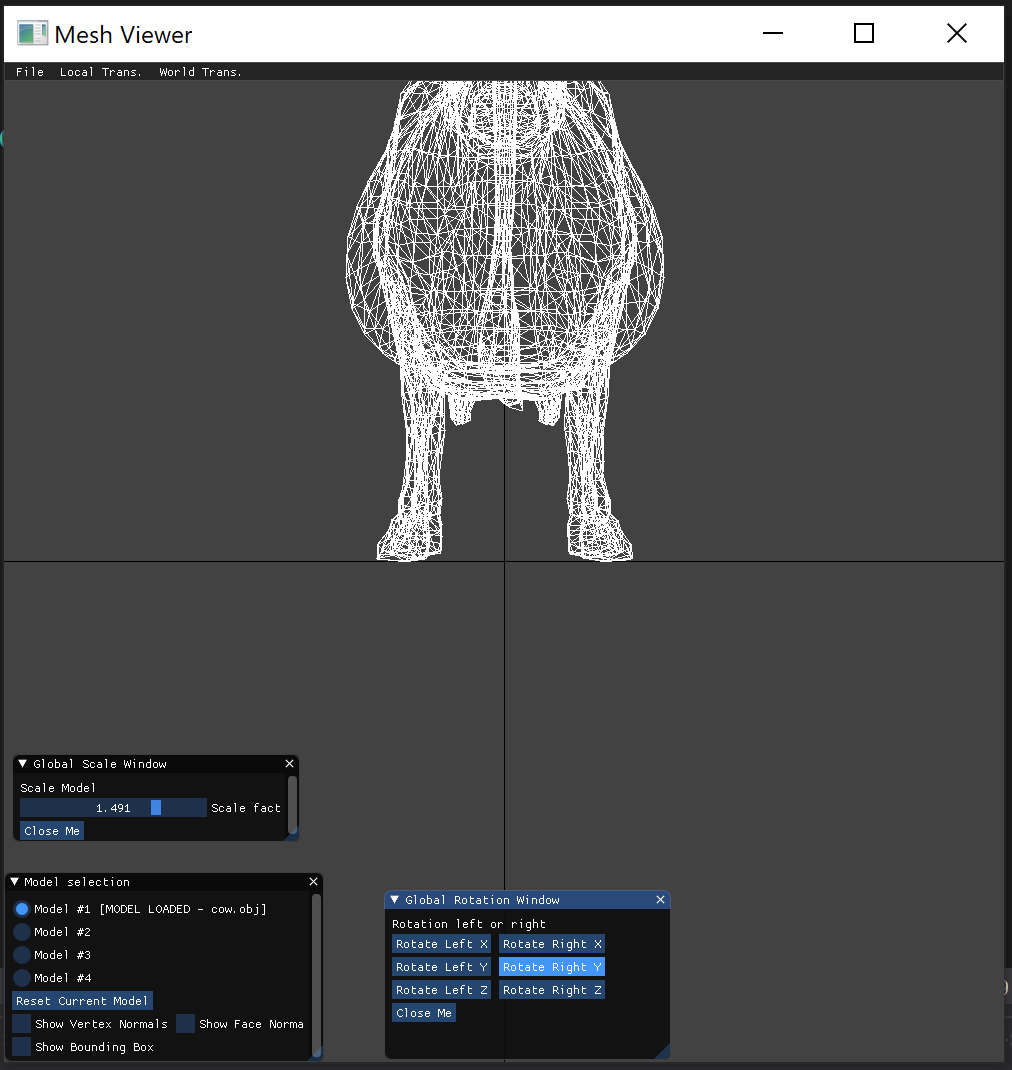 Mesh Viewer
File Local Trans. World Trans.
Global Scale Window
Scale Model
1.491 Scale fact
Close Me
Model selection
Model #1 [MODEL LOADED - cow.obj]
Model #2
Model #3
Model #4
Reset Current Model
Show Vertex Normals Show Face Norma
Show Bounding Box
Global Rotation Window
Rotation left or right
Rotate Left X Rotate Right X
Rotate Left Y Rotate Right Y
Rotate Left Z Rotate Right Z
Close Me